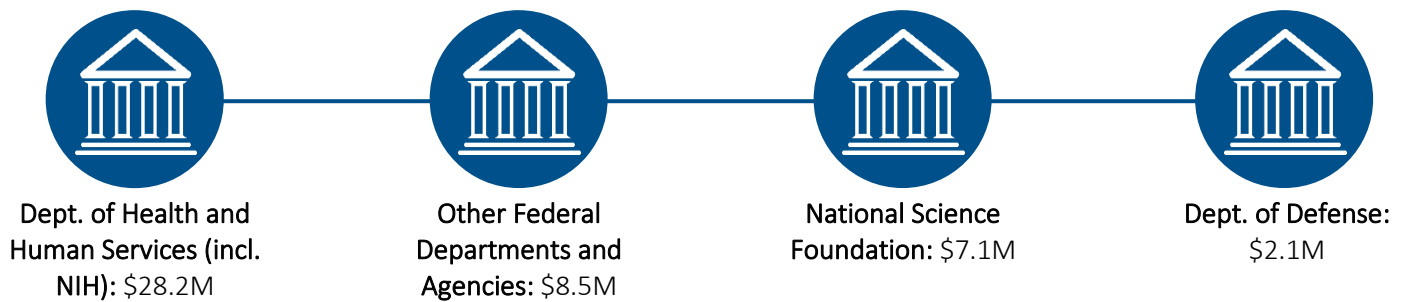 Dept. of Health and
Human Services (incl.
NIH): $28.2M
Other Federal
Departments and
Agencies: $8.5M
National Science
Foundation: $7.1M
Dept. of Defense:
$2.1M